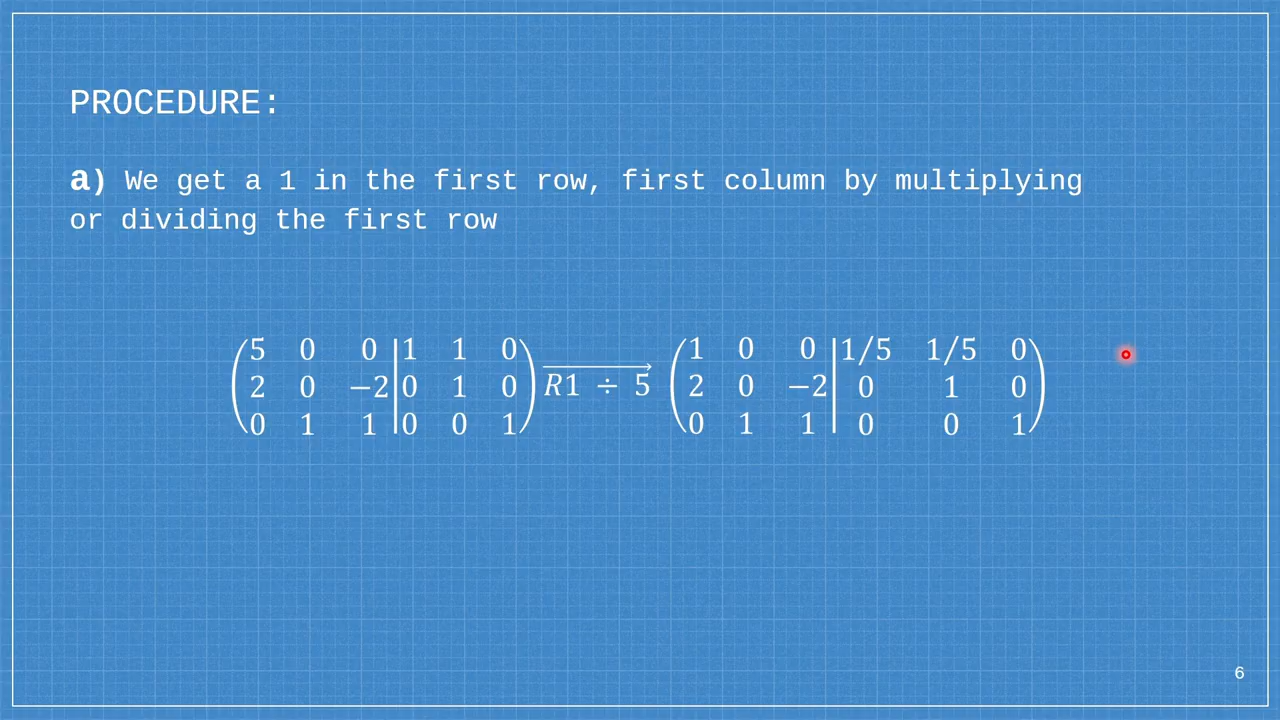 PROCEDURE:
a) We get a 1 in the first row, first column by multiplying
or dividing the first row
5 0 0 | 1 1 0 1 0 0 | 1/5 1/5 0
2 0 −2 | 0 1 0 R1 ÷ 5 2 0 −2 | 0 1 0
0 1 1 | 0 0 1 0 1 1 | 0 0 1
6